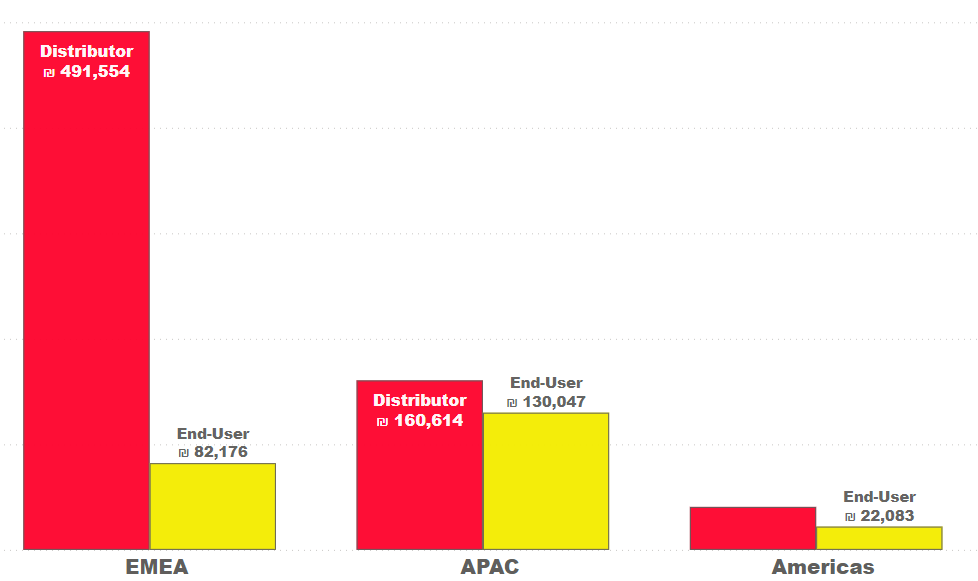 Distributor
₪ 491,554
End-User
₪ 82,176
EMEA
Distributor
₪ 160,614
End-User
₪ 130,047
APAC
End-User
₪ 22,083
Americas